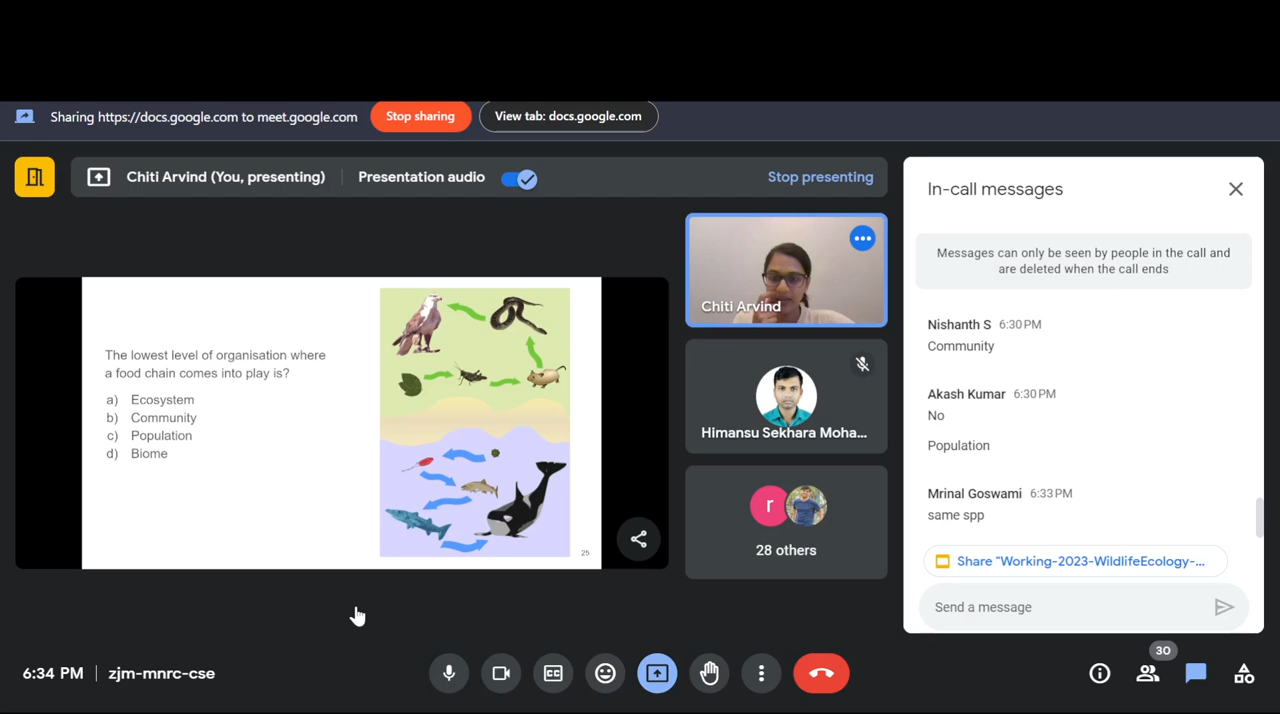 Sharing https://docs.google.com to meet.google.com
Stop sharing
View tab: docs.google.com
Chiti Arvind (You, presenting)
Presentation audio
Stop presenting
The lowest level of organisation where
a food chain comes into play is?
a) Ecosystem
b) Community
c) Population
d) Biome
25
Chiti Arvind
Himansu Sekhara Moha...
r
28 others
In-call messages
Messages can only be seen by people in the call and
are deleted when the call ends
Nishanth S 6:30 PM
Community
Akash Kumar 6:30 PM
No
Population
Mrinal Goswami 6:33 PM
same spp
Share "Working-2023-WildlifeEcology-...
Send a message
6:34 PM | zjm-mnrc-cse
CC
30